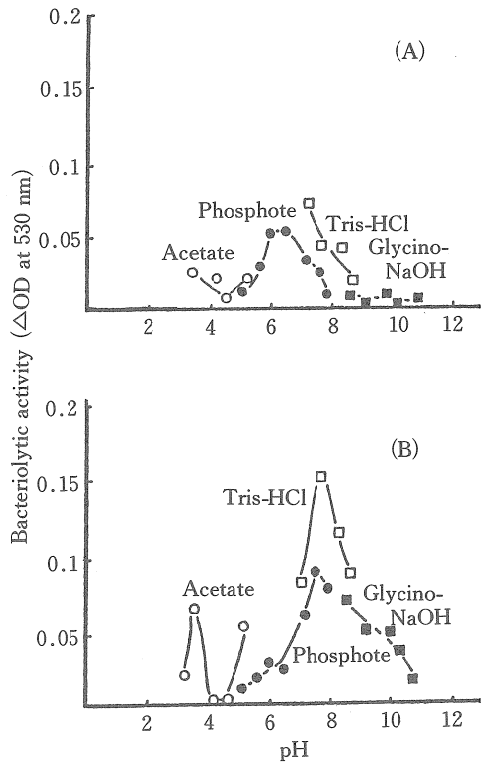 0.2
(A)
0.15
0.1
Phosphote
Tris-HCl
0.05
Acetate
Glycino-
NaOH
2 4 6 8 10 12
Bacteriolytic activity (△OD at 530 nm)
0.2
(B)
0.15
Tris-HCl
0.1
Acetate
Glycino-
NaOH
0.05
Phosphote
2 4 6 8 10 12
pH